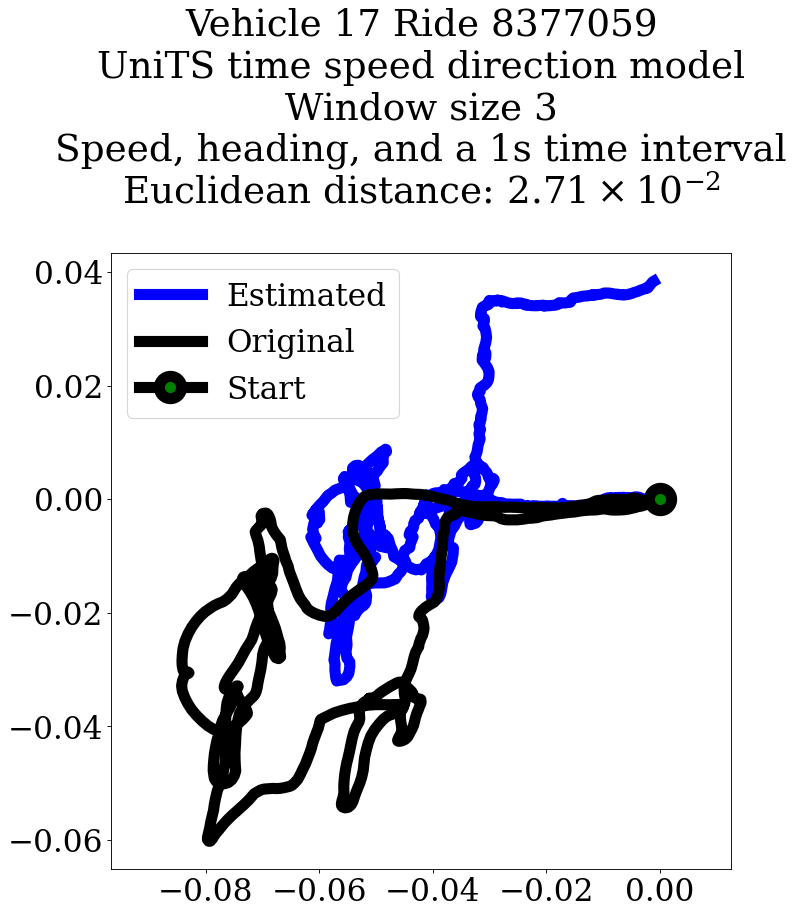 Vehicle 17 Ride 8377059
UniTS time speed direction model
Window size 3
Speed, heading, and a 1s time interval
Euclidean distance: 2.71 × 10⁻²
0.04
0.02
0.00
−0.02
−0.04
−0.06
Estimated
Original
Start
−0.08 −0.06 −0.04 −0.02 0.00